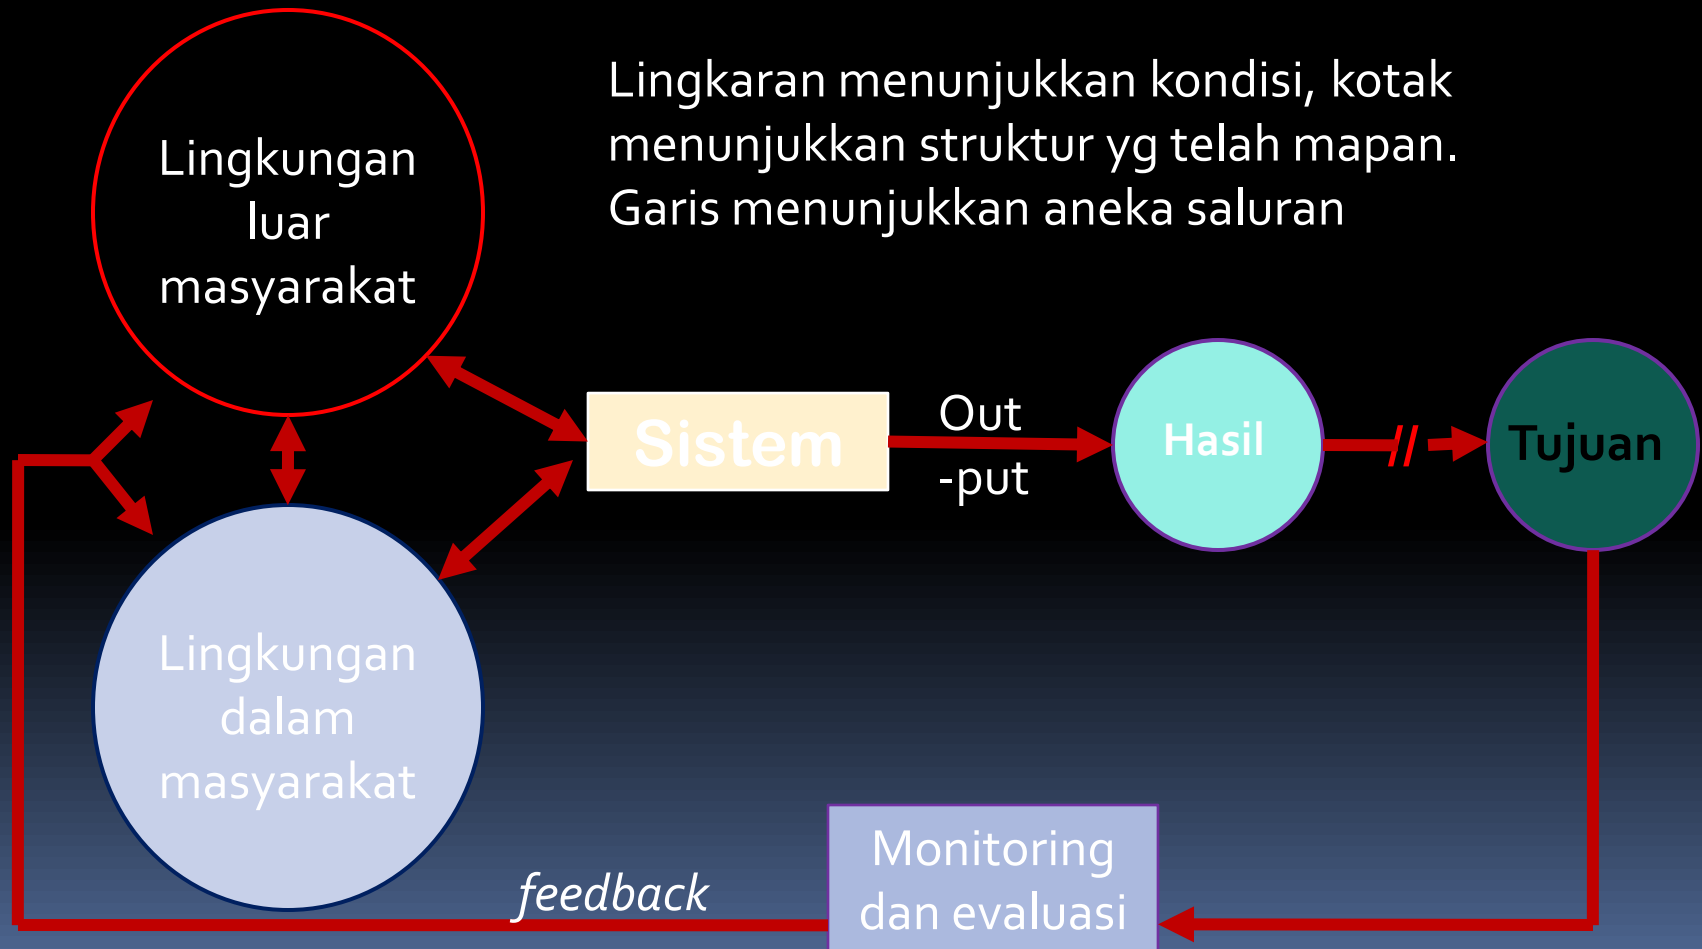 Lingkungan
luar
masyarakat
Lingkaran menunjukkan kondisi, kotak
menunjukkan struktur yg telah mapan.
Garis menunjukkan aneka saluran
Sistem
Out
-put
Hasil
//
Tujuan
Lingkungan
dalam
masyarakat
feedback
Monitoring
dan evaluasi